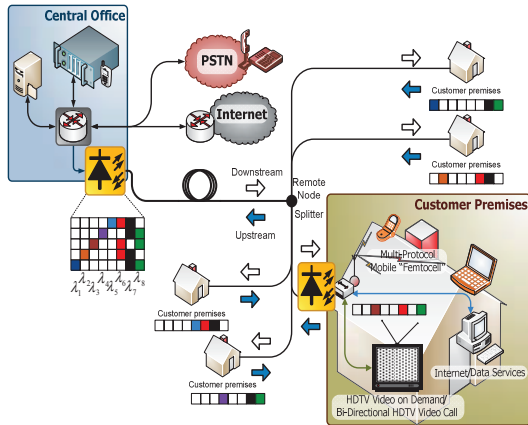 Central Office
PSTN
Internet
Customer premises
Customer premises
Downstream
Remote
Node
Splitter
Upstream
λ1 λ2 λ3 λ4 λ5 λ6 λ7 λ8
Customer premises
Customer premises
Customer Premises
Multi-Protocol
Mobile "Femtocell"
Internet/Data Services
HDTV Video on Demand/
Bi-Directional HDTV Video Call